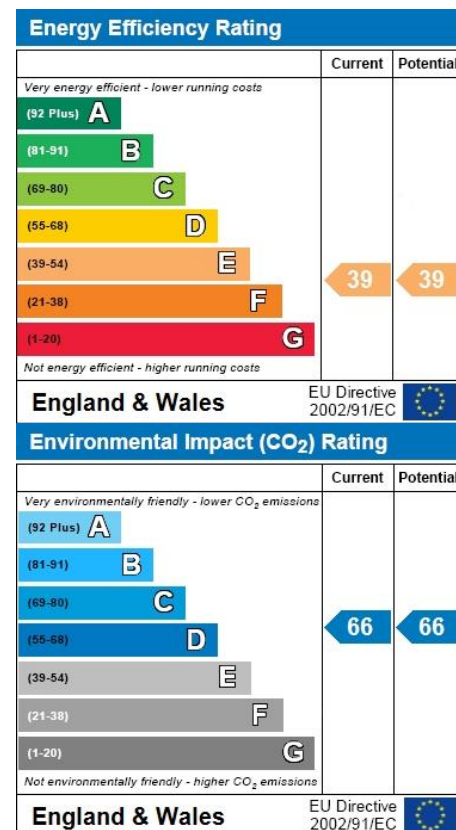 Energy Efficiency Rating
Current Potential
Very energy efficient - lower running costs
(92 Plus) A
(81-91) B
(69-80) C
(55-68) D
(39-54) E
39 39
(21-38) F
(1-20) G
Not energy efficient - higher running costs
England & Wales
EU Directive
2002/91/EC
Environmental Impact (CO₂) Rating
Current Potential
Very environmentally friendly - lower CO₂ emissions
(92 Plus) A
(81-91) B
(69-80) C
(55-68) D
66 66
(39-54) E
(21-38) F
(1-20) G
Not environmentally friendly - higher CO₂ emissions
England & Wales
EU Directive
2002/91/EC